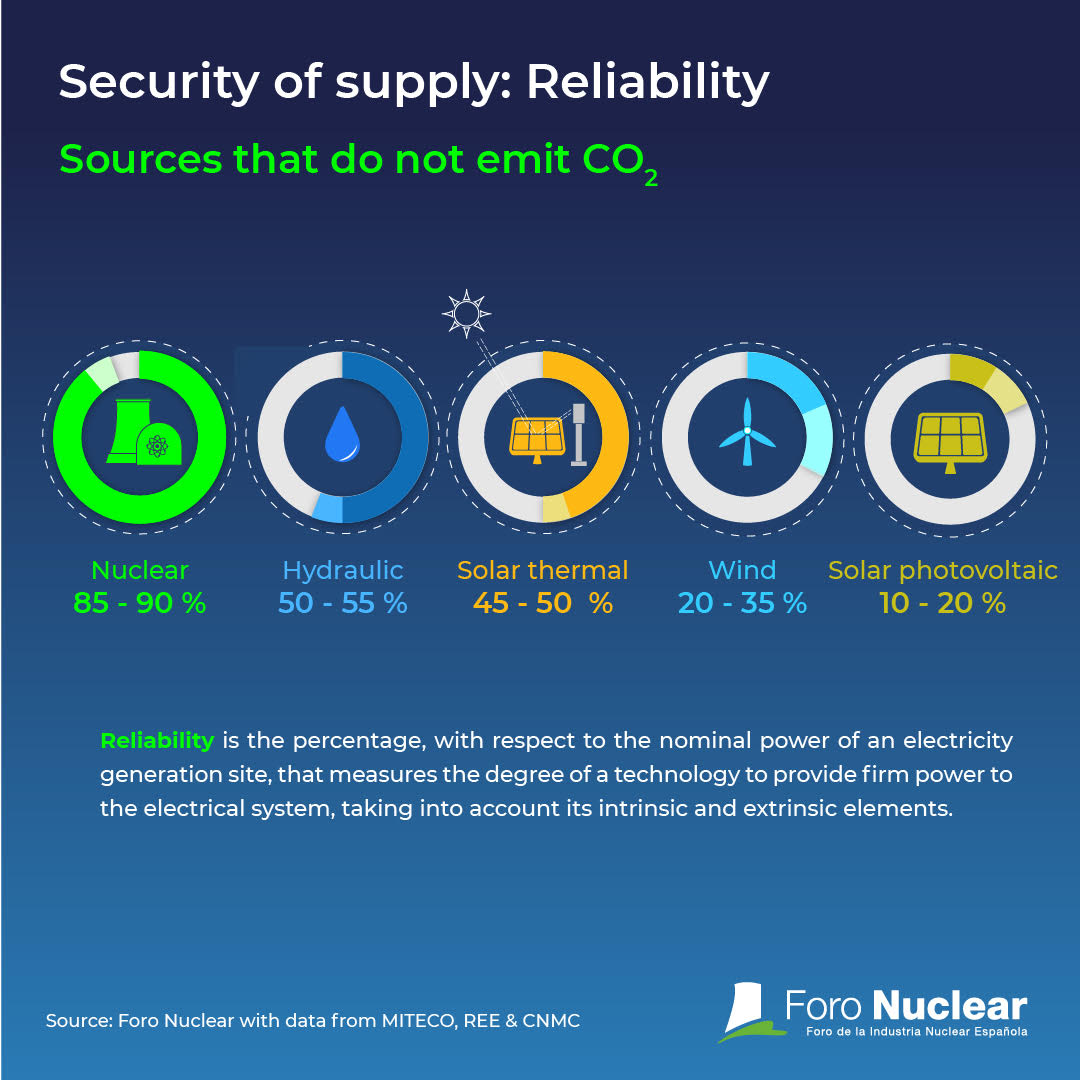 Security of supply: Reliability
Sources that do not emit CO₂
Nuclear
85 - 90 %
Hydraulic
50 - 55 %
Solar thermal
45 - 50 %
Wind
20 - 35 %
Solar photovoltaic
10 - 20 %
Reliability is the percentage, with respect to the nominal power of an electricity
generation site, that measures the degree of a technology to provide firm power to
the electrical system, taking into account its intrinsic and extrinsic elements.
Source: Foro Nuclear with data from MITECO, REE & CNMC
Foro Nuclear
Foro de la Industria Nuclear Española